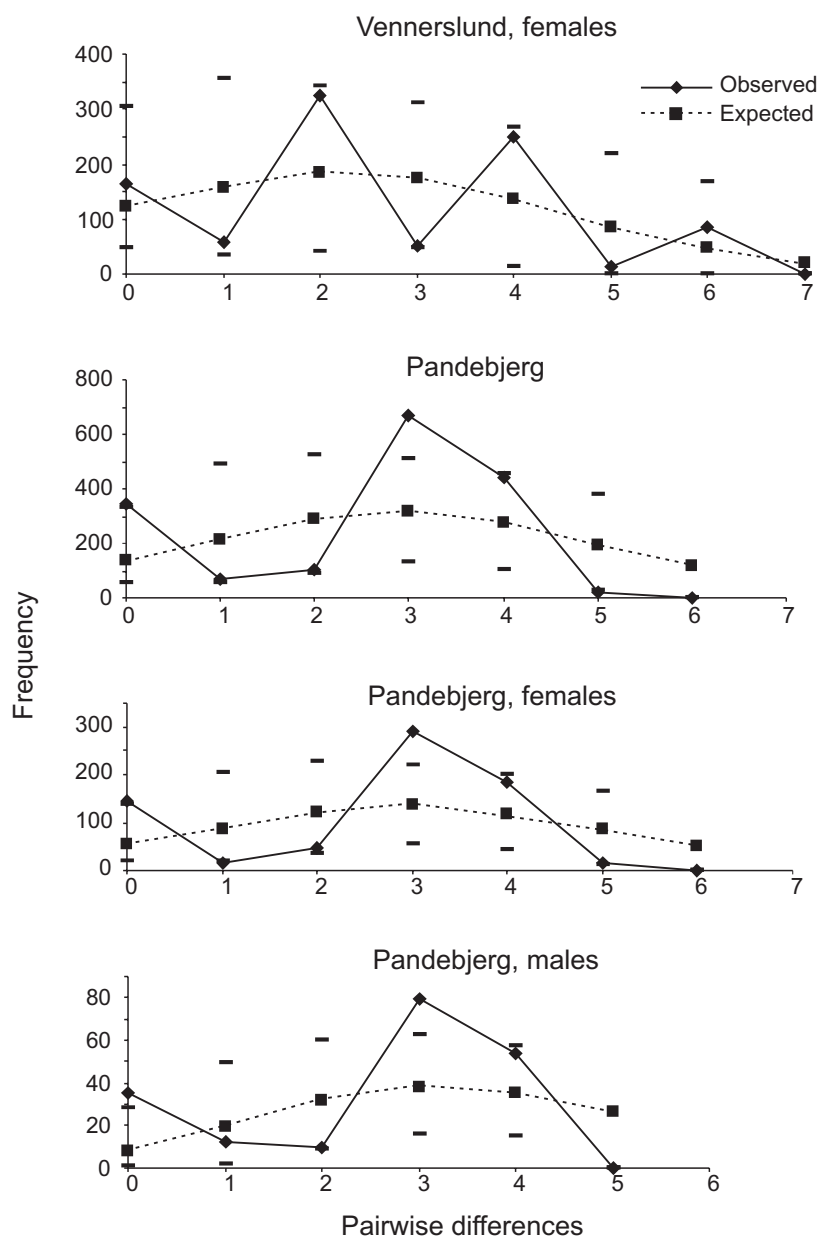 Vennerslund, females
400
300
200
100
0
0 1 2 3 4 5 6 7
Observed
Expected
Pandebjerg
800
600
400
200
0
0 1 2 3 4 5 6 7
Frequency
Pandebjerg, females
300
200
100
0
0 1 2 3 4 5 6 7
Pandebjerg, males
80
60
40
20
0
0 1 2 3 4 5 6
Pairwise differences